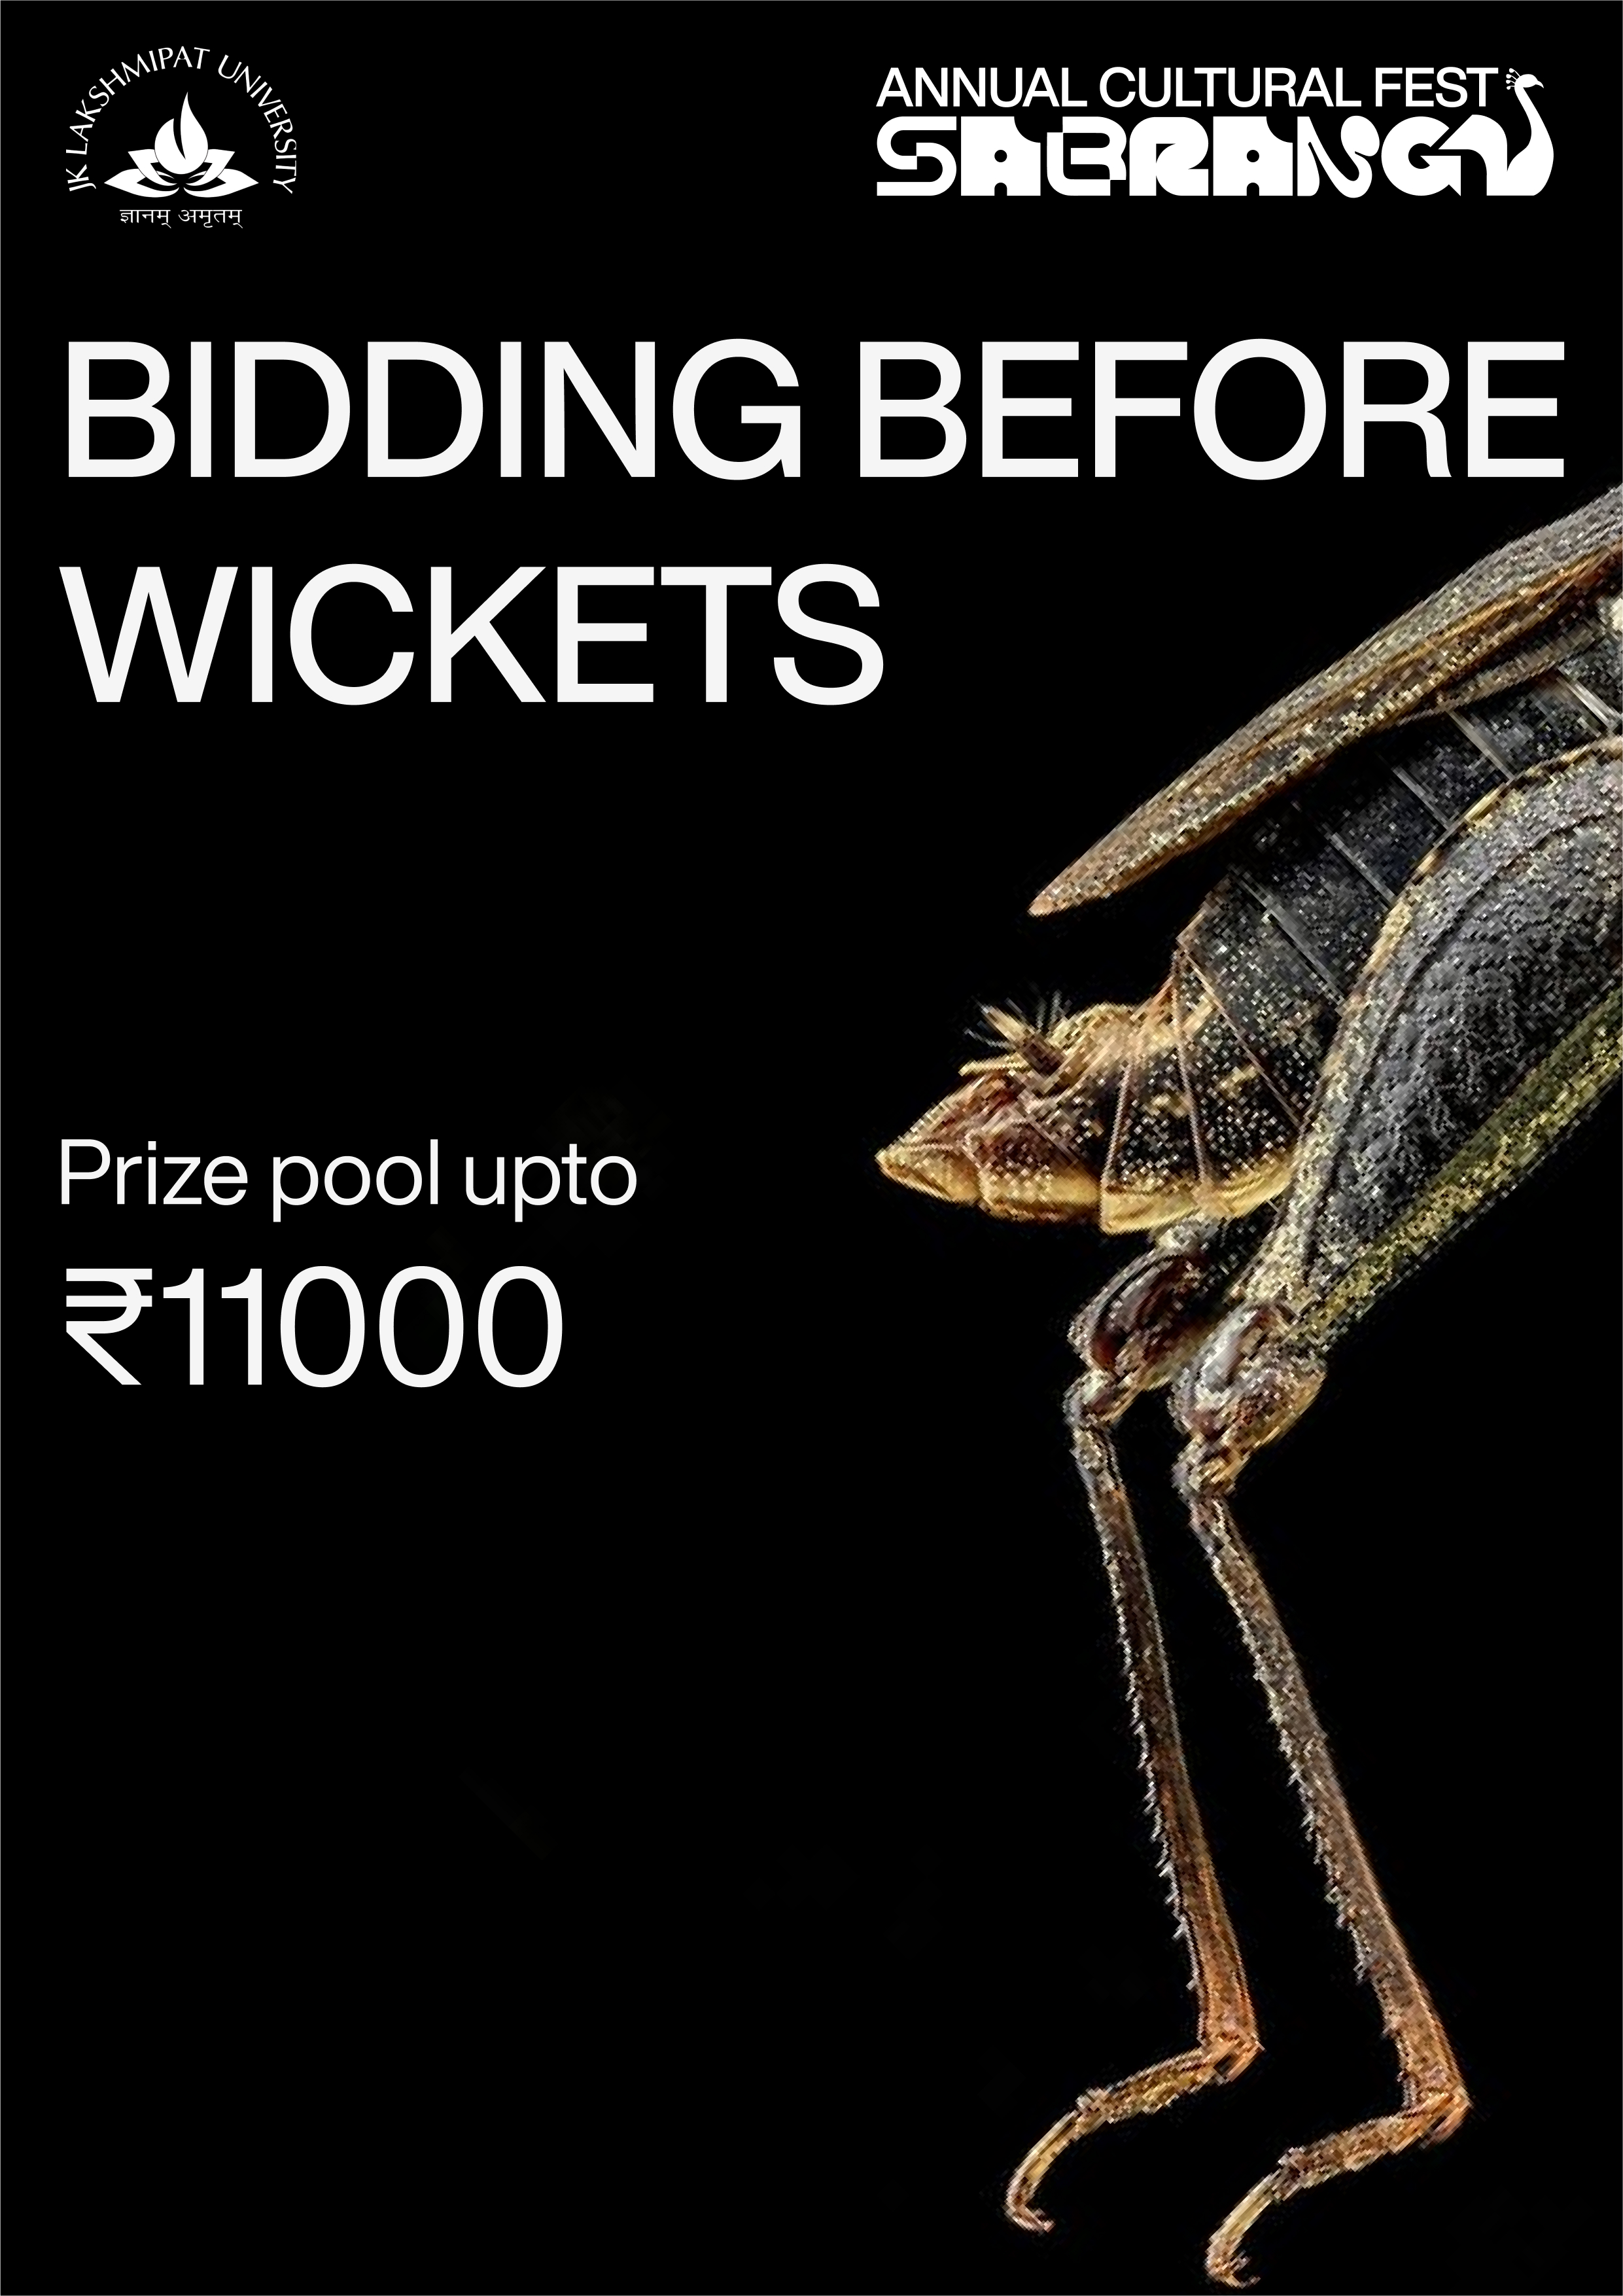 JK LAKSHMIPAT UNIVERSITY
ज्ञानम् अमृतम्
ANNUAL CULTURAL FEST
SABRANG
BIDDING BEFORE
WICKETS
Prize pool upto
₹11000